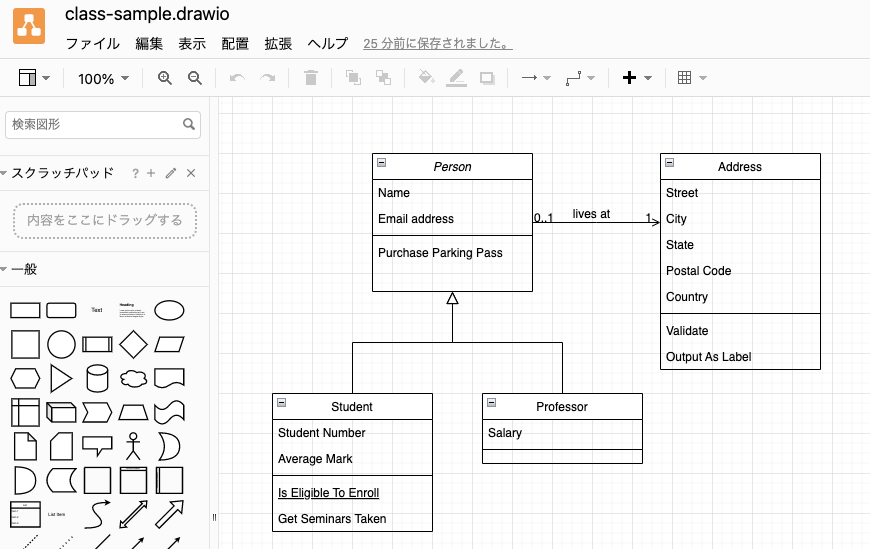 class-sample.drawio
ファイル 編集 表示 配置 拡張 ヘルプ 25 分前に保存されました。
100%
検索図形
スクラッチパッド
内容をここにドラッグする
一般
Text
Heading
List Item
Person
Name
Email address
Purchase Parking Pass
0..1 lives at 1
Address
Street
City
State
Postal Code
Country
Validate
Output As Label
Student
Student Number
Average Mark
Is Eligible To Enroll
Get Seminars Taken
Professor
Salary